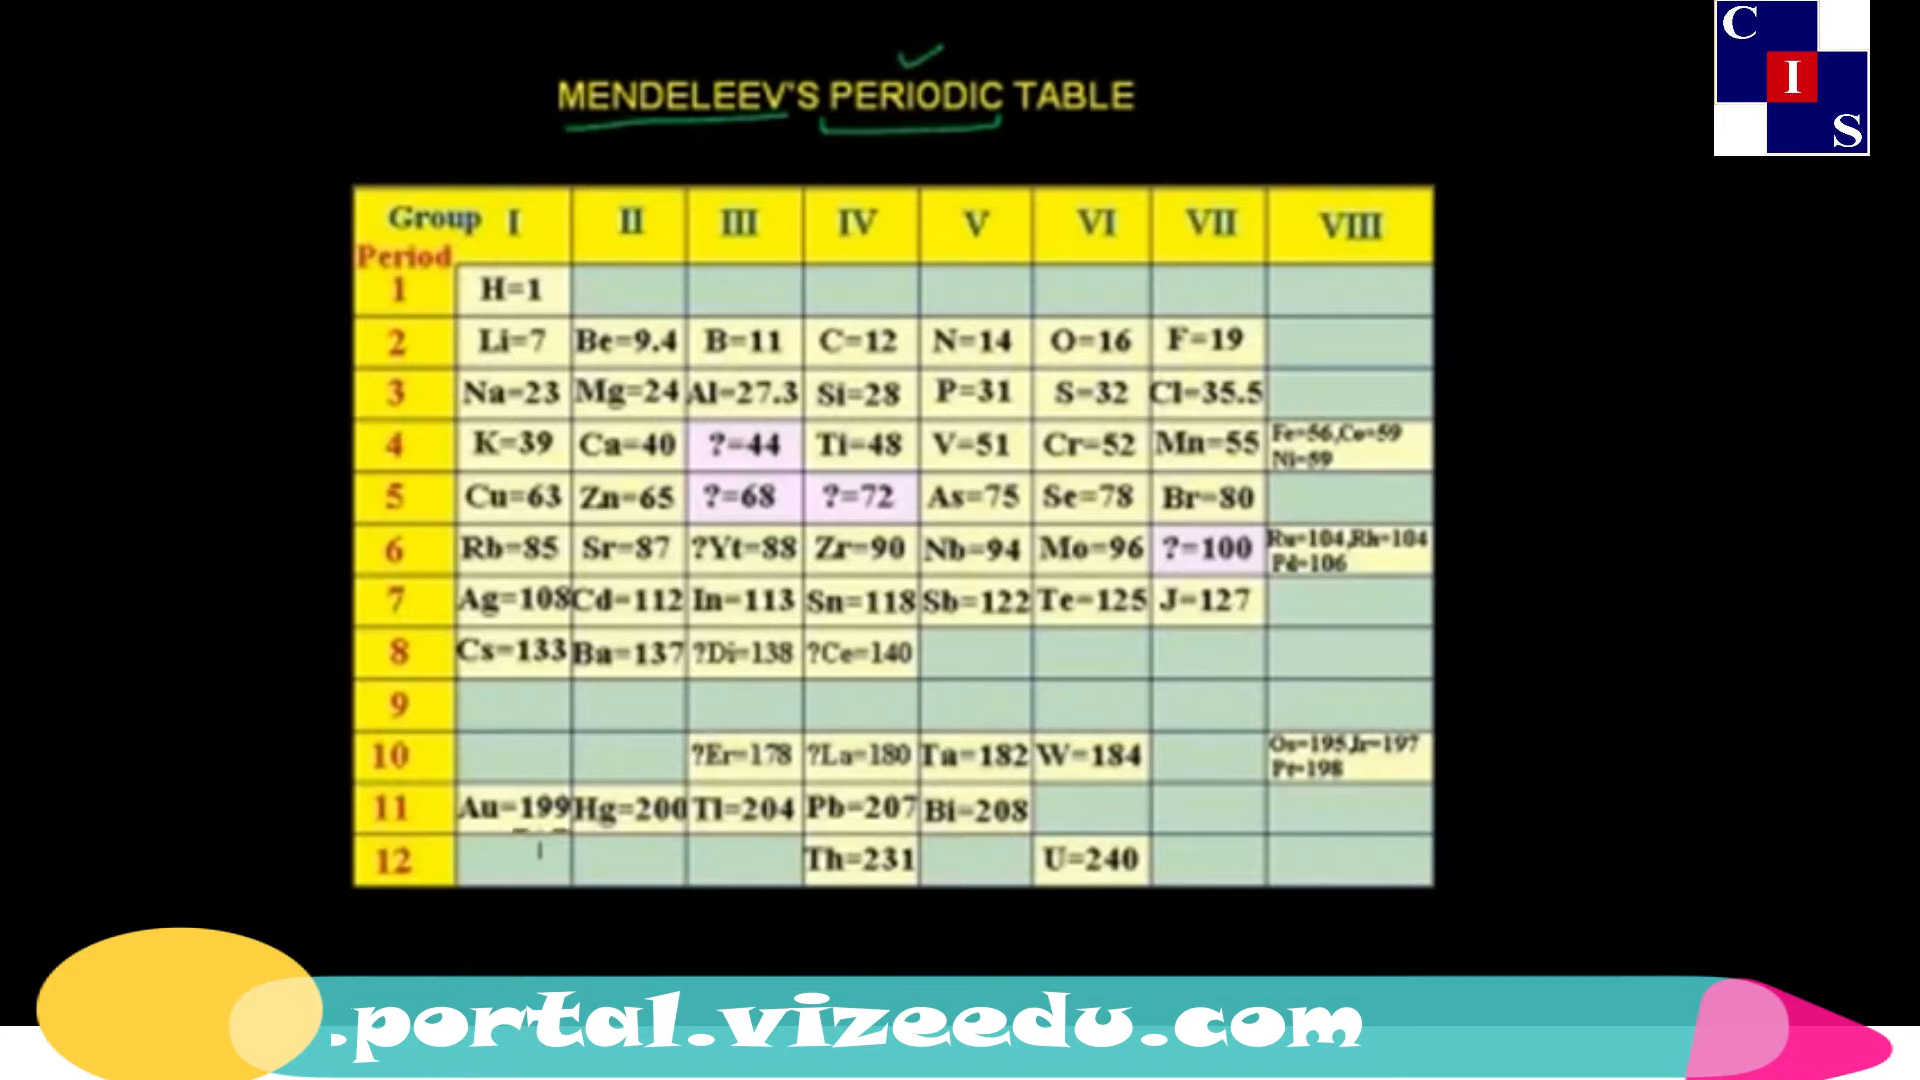 C
I
S
MENDELEEV'S PERIODIC TABLE
Group I II III IV V VI VII VIII
Period
1 H=1
2 Li=7 Be=9.4 B=11 C=12 N=14 O=16 F=19
3 Na=23 Mg=24 Al=27.3 Si=28 P=31 S=32 Cl=35.5
4 K=39 Ca=40 ?=44 Ti=48 V=51 Cr=52 Mn=55 Fe=56,Co=59
Ni=59
5 Cu=63 Zn=65 ?=68 ?=72 As=75 Se=78 Br=80
6 Rb=85 Sr=87 ?Yt=88 Zr=90 Nb=94 Mo=96 ?=100 Ru=104,Rh=104
Pd=106
7 Ag=108 Cd=112 In=113 Sn=118 Sb=122 Te=125 J=127
8 Cs=133 Ba=137 ?Di=138 ?Ce=140
9
10 ?Er=178 ?La=180 Ta=182 W=184 Os=195,Ir=197
=198
11 Au=199 Hg=200 Tl=204 Pb=207 Bi=208
12 Th=231 U=240
.portal.vizeedu.com